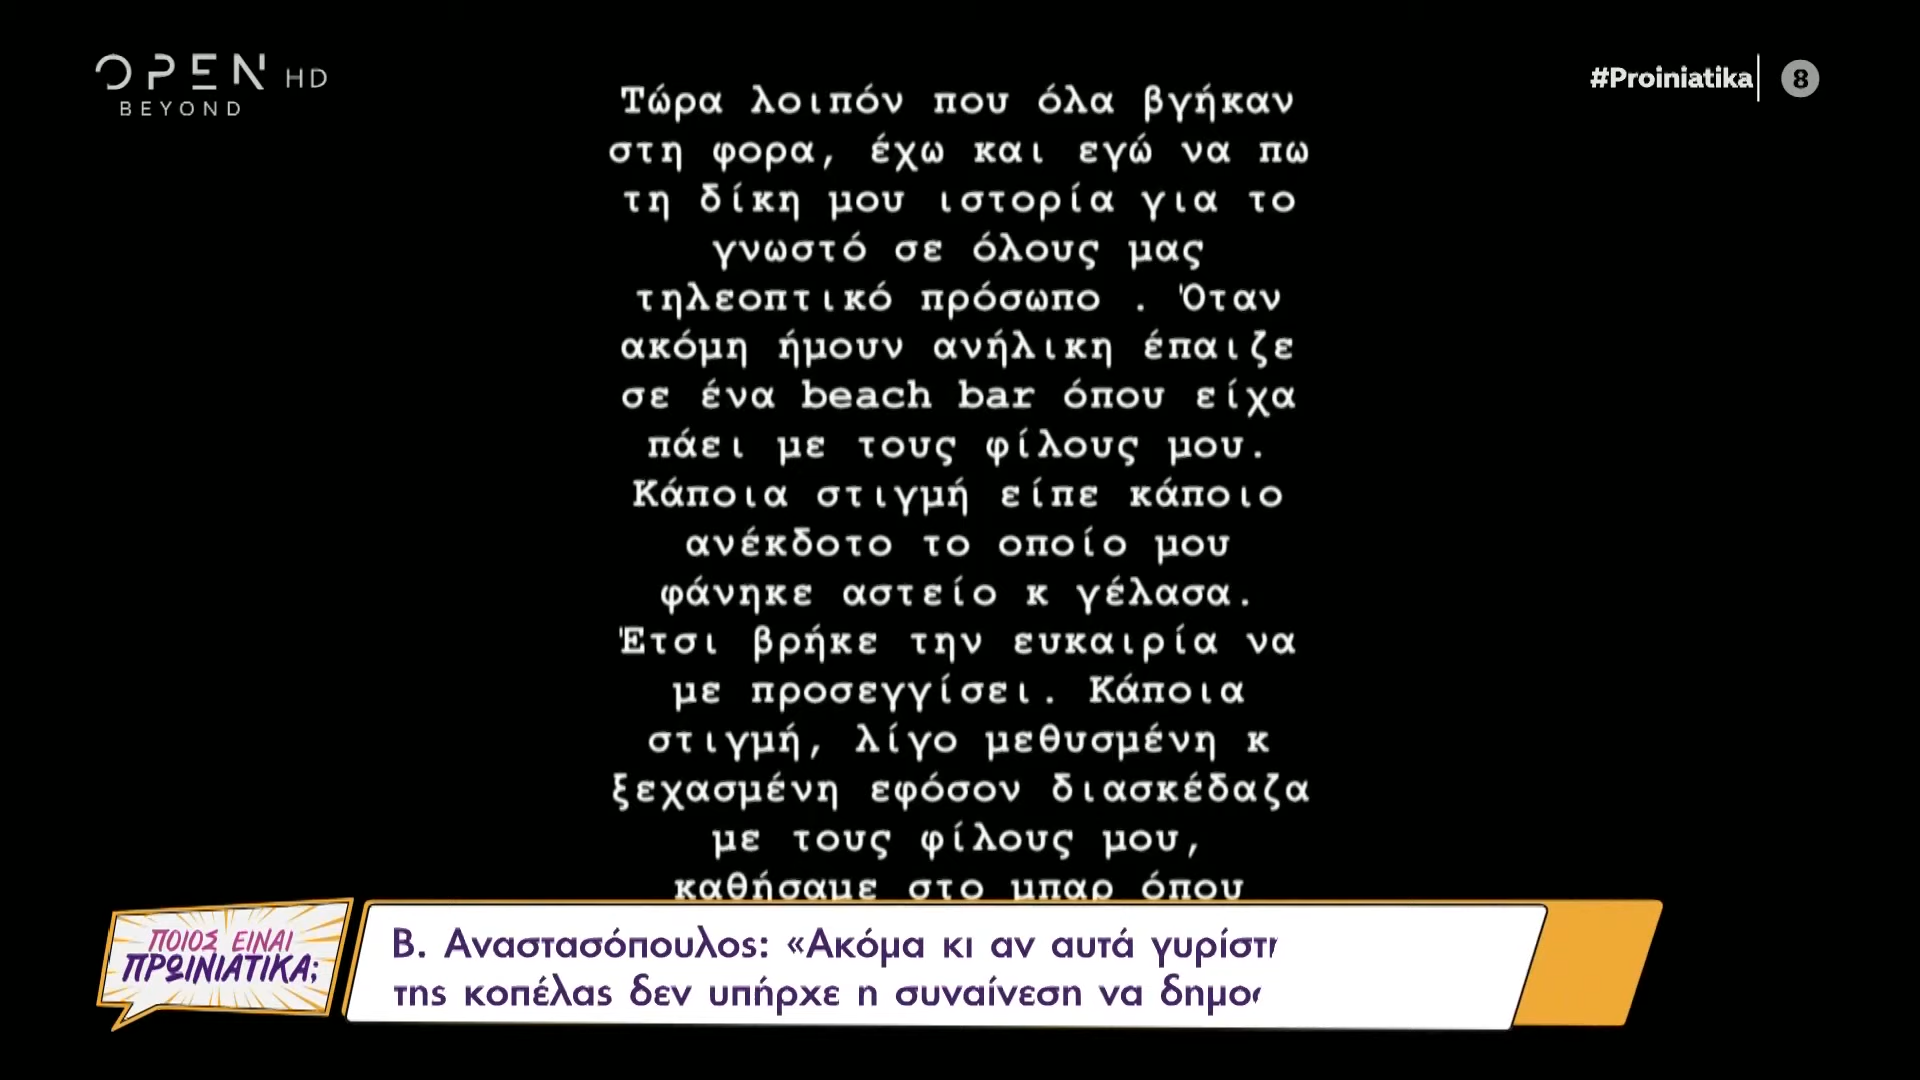 OPEN HD
BEYOND
#Proiniatika
8
Τώρα λοιπόν που όλα βγήκαν
στη φορα, έχω και εγώ να πω
τη δίκη μου ιστορία για το
γνωστό σε όλους μας
τηλεοπτικό πρόσωπο . Όταν
ακόμη ήμουν ανήλικη έπαιζε
σε ένα beach bar όπου είχα
πάει με τους φίλους μου.
Κάποια στιγμή είπε κάποιο
ανέκδοτο το οποίο μου
φάνηκε αστείο κ γέλασα.
Έτσι βρήκε την ευκαιρία να
με προσεγγίσει. Κάποια
στιγμή, λίγο μεθυσμένη κ
ξεχασμένη εφόσον διασκέδαζα
με τους φίλους μου,
καθήσαμε στο μπαρ όπου
ΠΟΙΟΣ ΕΙΝΑΙ
ΠΡΩΙΝΙΑΤΙΚΑ;
Β. Αναστασόπουλος: «Ακόμα κι αν αυτά
της κοπέλας δεν υπήρχε η συναίνεση να